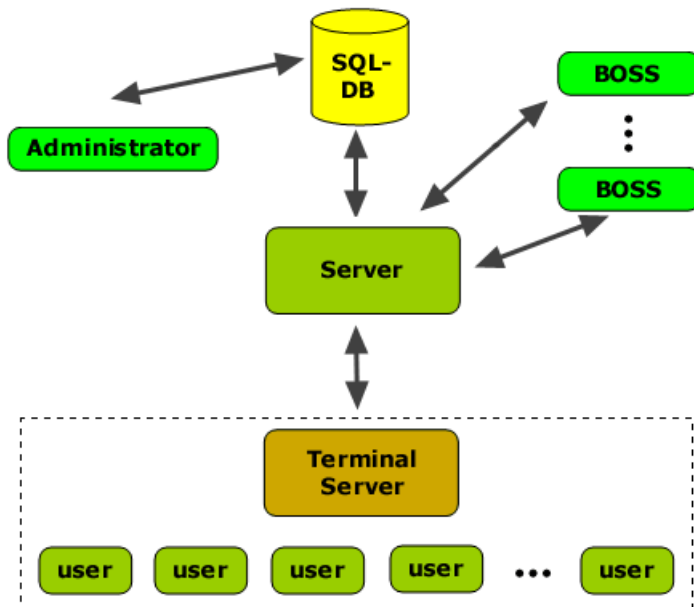 SQL-
DB
BOSS
Administrator
BOSS
Server
Terminal
Server
user
user
user
user
user